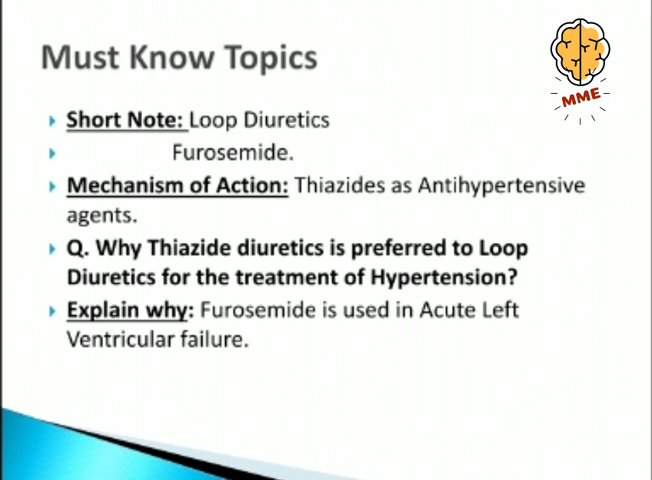 Must Know Topics
MME
Short Note: Loop Diuretics
Furosemide.
Mechanism of Action: Thiazides as Antihypertensive
agents.
Q. Why Thiazide diuretics is preferred to Loop
Diuretics for the treatment of Hypertension?
Explain why: Furosemide is used in Acute Left
Ventricular failure.